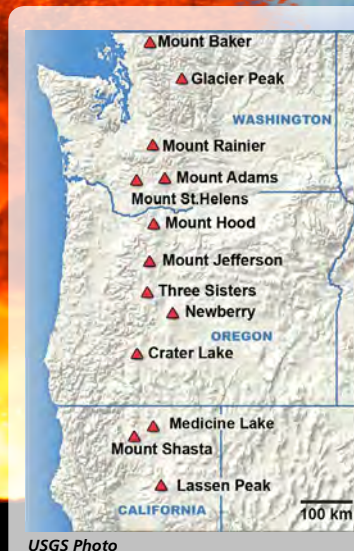 Mount Baker
Glacier Peak
WASHINGTON
Mount Rainier
Mount Adams
Mount St.Helens
Mount Hood
Mount Jefferson
Three Sisters
Newberry
OREGON
Crater Lake
Medicine Lake
Mount Shasta
Lassen Peak
CALIFORNIA
100 km
USGS Photo